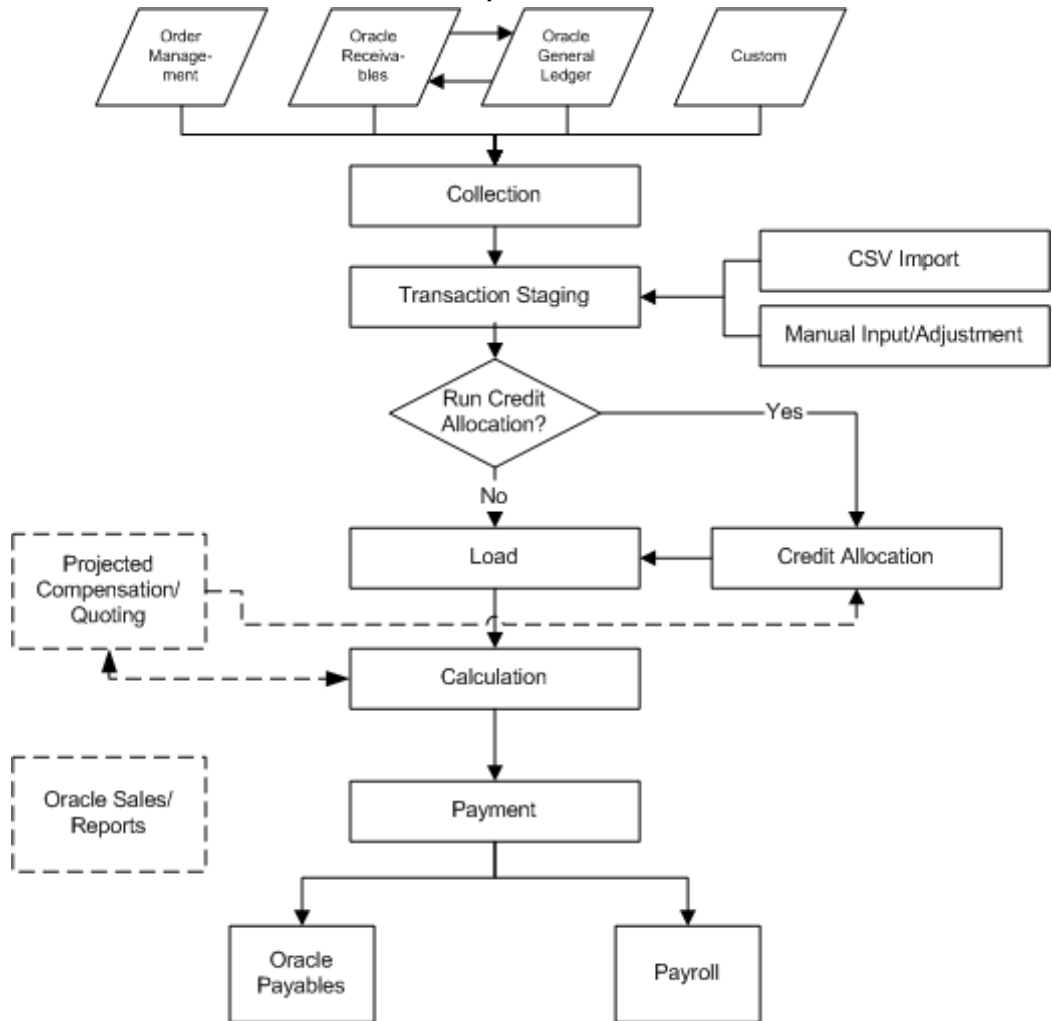 Order
Manage-
ment
Oracle
Receiva-
bles
Oracle
General
Ledger
Custom
Collection
Transaction Staging
CSV Import
Manual Input/Adjustment
Run Credit
Allocation?
Yes
No
Load
Credit Allocation
Projected
Compensation/
Quoting
Calculation
Oracle Sales/
Reports
Payment
Oracle
Payables
Payroll